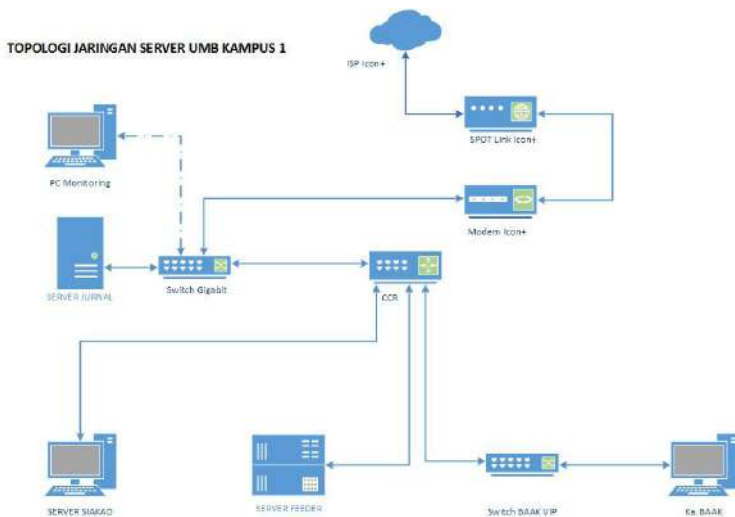 TOPOLOGI JARINGAN SERVER UMB KAMPUS 1
ISP Icon+
SPOT Link Icon+
PC Monitoring
Modem Icon+
SERVER JURNAL
Switch Gigabit
CCR
SERVER SIAKAD
SERVER FEEDER
Switch BAAK VIP
Ka. BAAK